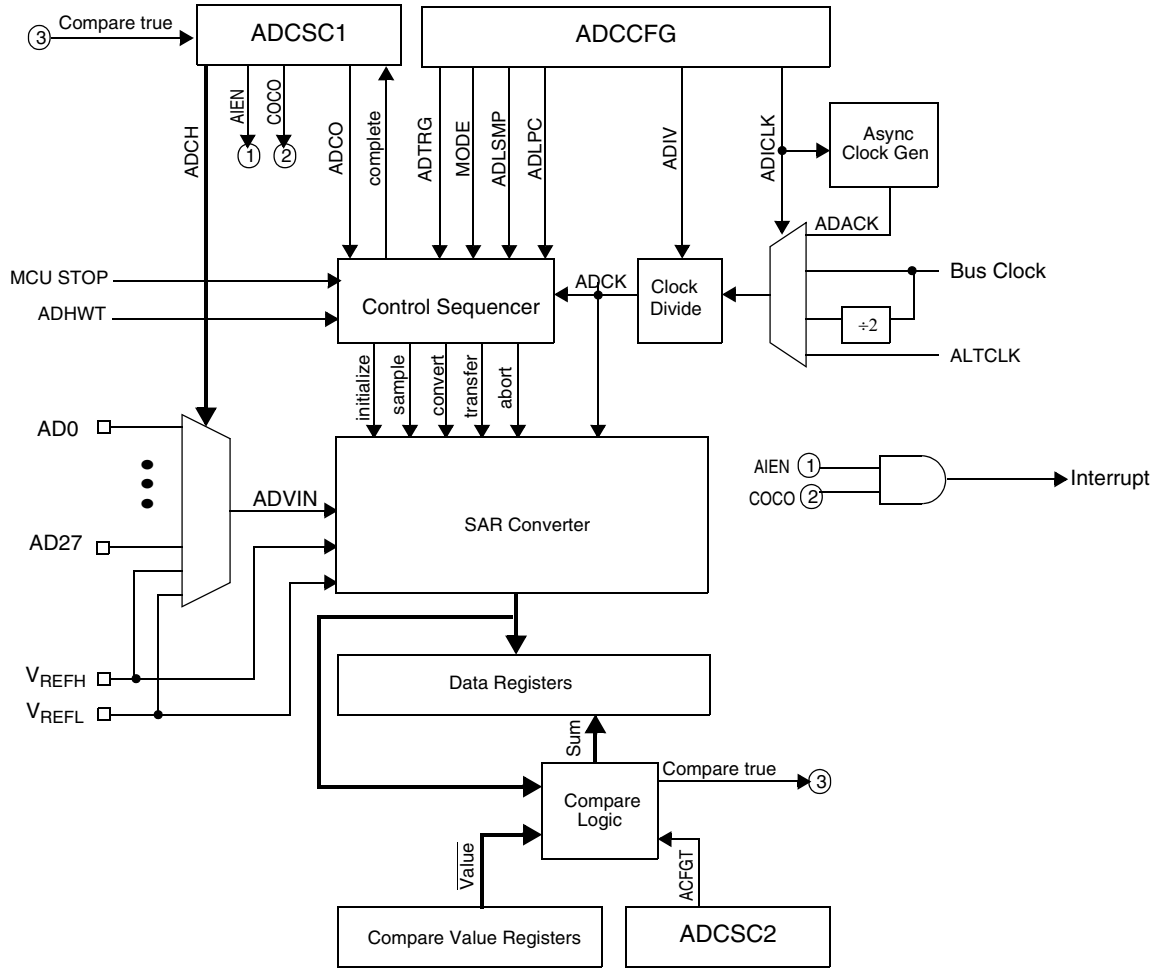 3 Compare true
ADCSC1
ADCCFG
ADCH
AIEN
COCO
1
2
ADCO
complete
ADTRG
MODE
ADLSMP
ADLPC
ADIV
ADICLK
Async
Clock Gen
ADACK
MCU STOP
ADHWT
Control Sequencer
ADCK
Clock
Divide
Bus Clock
÷2
ALTCLK
initialize
sample
convert
transfer
abort
AD0
AD27
ADVIN
SAR Converter
AIEN 1
COCO 2
Interrupt
VREFH
VREFL
Data Registers
Sum
Compare true
3
Compare
Logic
Value
ACFGT
Compare Value Registers
ADCSC2